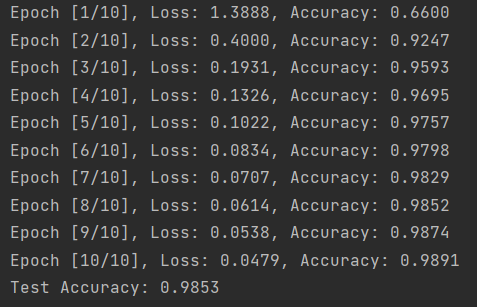 Epoch [1/10], Loss: 1.3888, Accuracy: 0.6600
Epoch [2/10], Loss: 0.4000, Accuracy: 0.9247
Epoch [3/10], Loss: 0.1931, Accuracy: 0.9593
Epoch [4/10], Loss: 0.1326, Accuracy: 0.9695
Epoch [5/10], Loss: 0.1022, Accuracy: 0.9757
Epoch [6/10], Loss: 0.0834, Accuracy: 0.9798
Epoch [7/10], Loss: 0.0707, Accuracy: 0.9829
Epoch [8/10], Loss: 0.0614, Accuracy: 0.9852
Epoch [9/10], Loss: 0.0538, Accuracy: 0.9874
Epoch [10/10], Loss: 0.0479, Accuracy: 0.9891
Test Accuracy: 0.9853